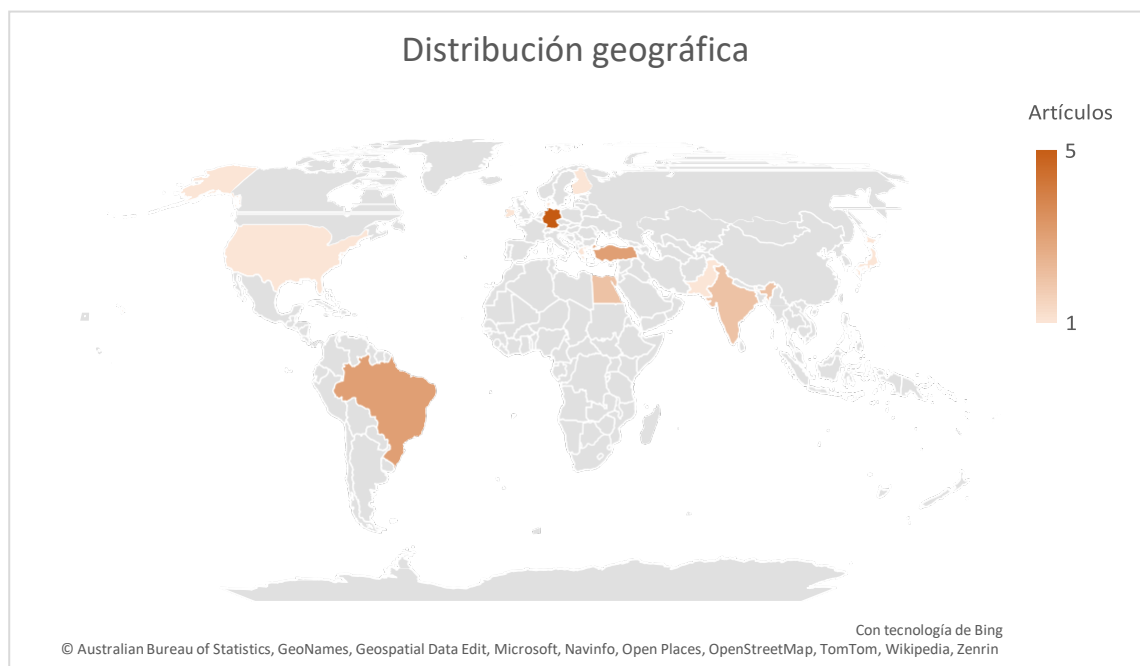 Distribución geográfica
Artículos
5
1
Con tecnología de Bing
© Australian Bureau of Statistics, GeoNames, Geospatial Data Edit, Microsoft, Navinfo, Open Places, OpenStreetMap, TomTom, Wikipedia, Zenrin